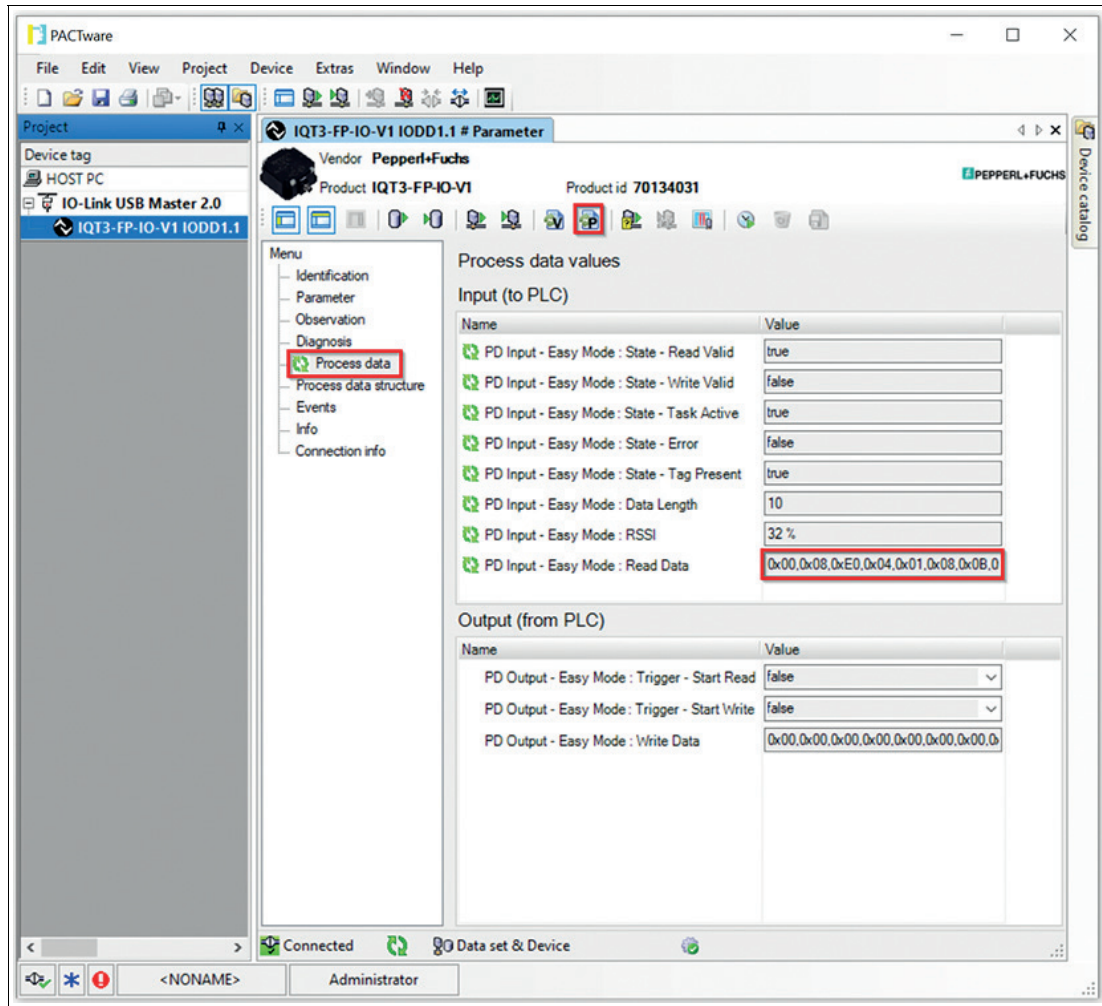 PACTware
File Edit View Project Device Extras Window Help
Project
Device tag
HOST PC
IO-Link USB Master 2.0
IQT3-FP-IO-V1 IODD1.1
IQT3-FP-IO-V1 IODD1.1 # Parameter
Vendor Pepperl+Fuchs
Product IQT3-FP-IO-V1 Product id 70134031
PEPPERL+FUCHS
Device catalog
Menu
Identification
Parameter
Observation
Diagnosis
Process data
Process data structure
Events
Info
Connection info
Process data values
Input (to PLC)
Name Value
PD Input - Easy Mode : State - Read Valid true
PD Input - Easy Mode : State - Write Valid false
PD Input - Easy Mode : State - Task Active true
PD Input - Easy Mode : State - Error false
PD Input - Easy Mode : State - Tag Present true
PD Input - Easy Mode : Data Length 10
PD Input - Easy Mode : RSSI 32 %
PD Input - Easy Mode : Read Data 0x00,0x08,0xE0,0x04,0x01,0x08,0x0B,0
Output (from PLC)
Name Value
PD Output - Easy Mode : Trigger - Start Read false
PD Output - Easy Mode : Trigger - Start Write false
PD Output - Easy Mode : Write Data 0x00,0x00,0x00,0x00,0x00,0x00,0x00,0x
Connected Data set & Device
<NONAME> Administrator